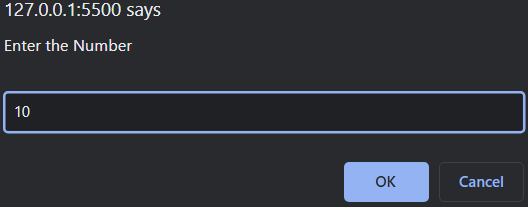 127.0.0.1:5500 says
Enter the Number
10
OK Cancel